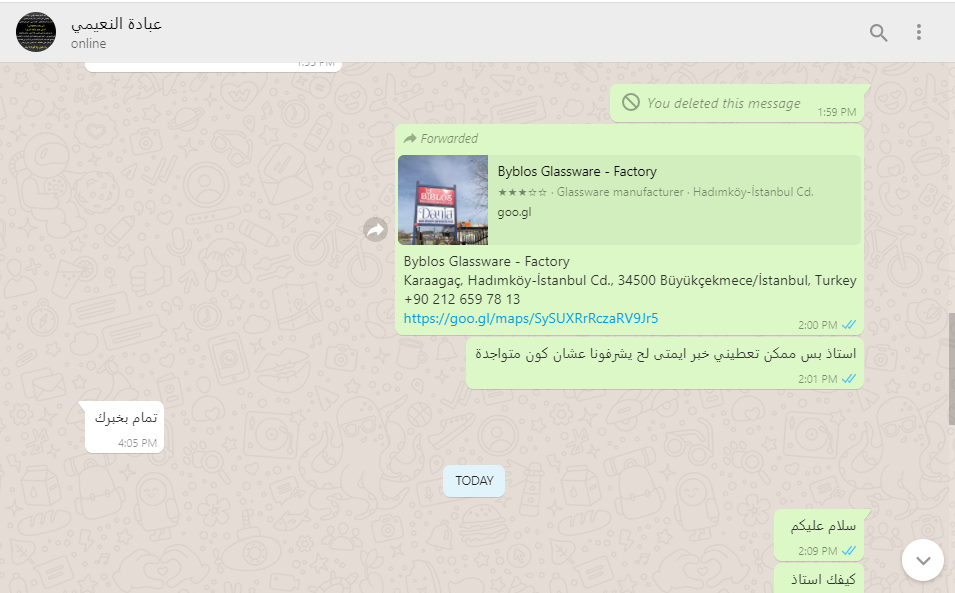 عبادة النعيمي
online
1:55 PM
You deleted this message
1:59 PM
Forwarded
BIBLOS
Dania
Byblos Glassware - Factory
★★★☆☆ · Glassware manufacturer · Hadımköy-İstanbul Cd.
goo.gl
Byblos Glassware - Factory
Karaagaç, Hadımköy-İstanbul Cd., 34500 Büyükçekmece/İstanbul, Turkey
+90 212 659 78 13
https://goo.gl/maps/SySUXRrRczaRV9Jr5
2:00 PM
استاذ بس ممكن تعطيني خبر ايمتى لح يشرفونا عشان كون متواجدة
2:01 PM
تمام بخبرك
4:05 PM
TODAY
سلام عليكم
2:09 PM
كيفك استاذ